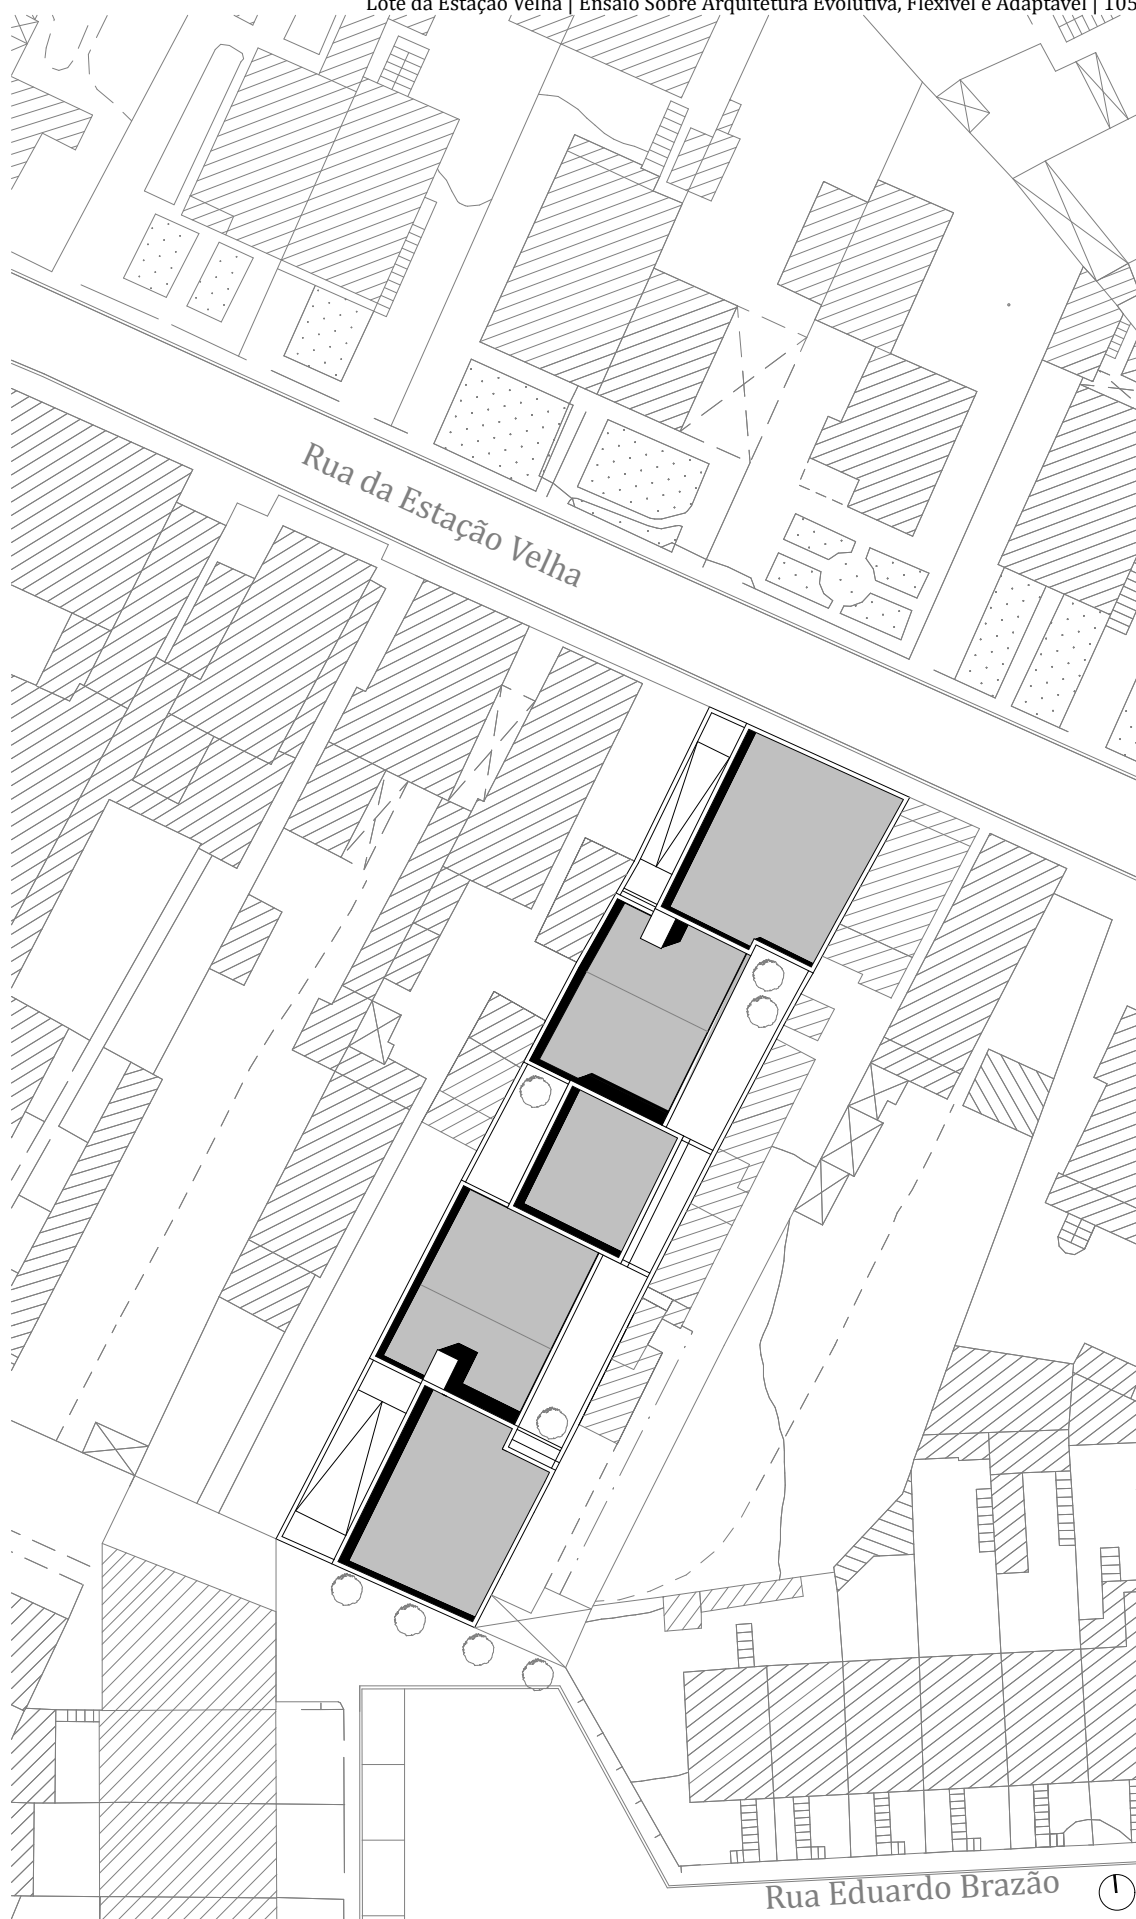 Lote da Estação Velha | Ensaio Sobre Arquitetura Evolutiva, Flexível e Adaptável | 105
Rua da Estação Velha
Rua Eduardo Brazão